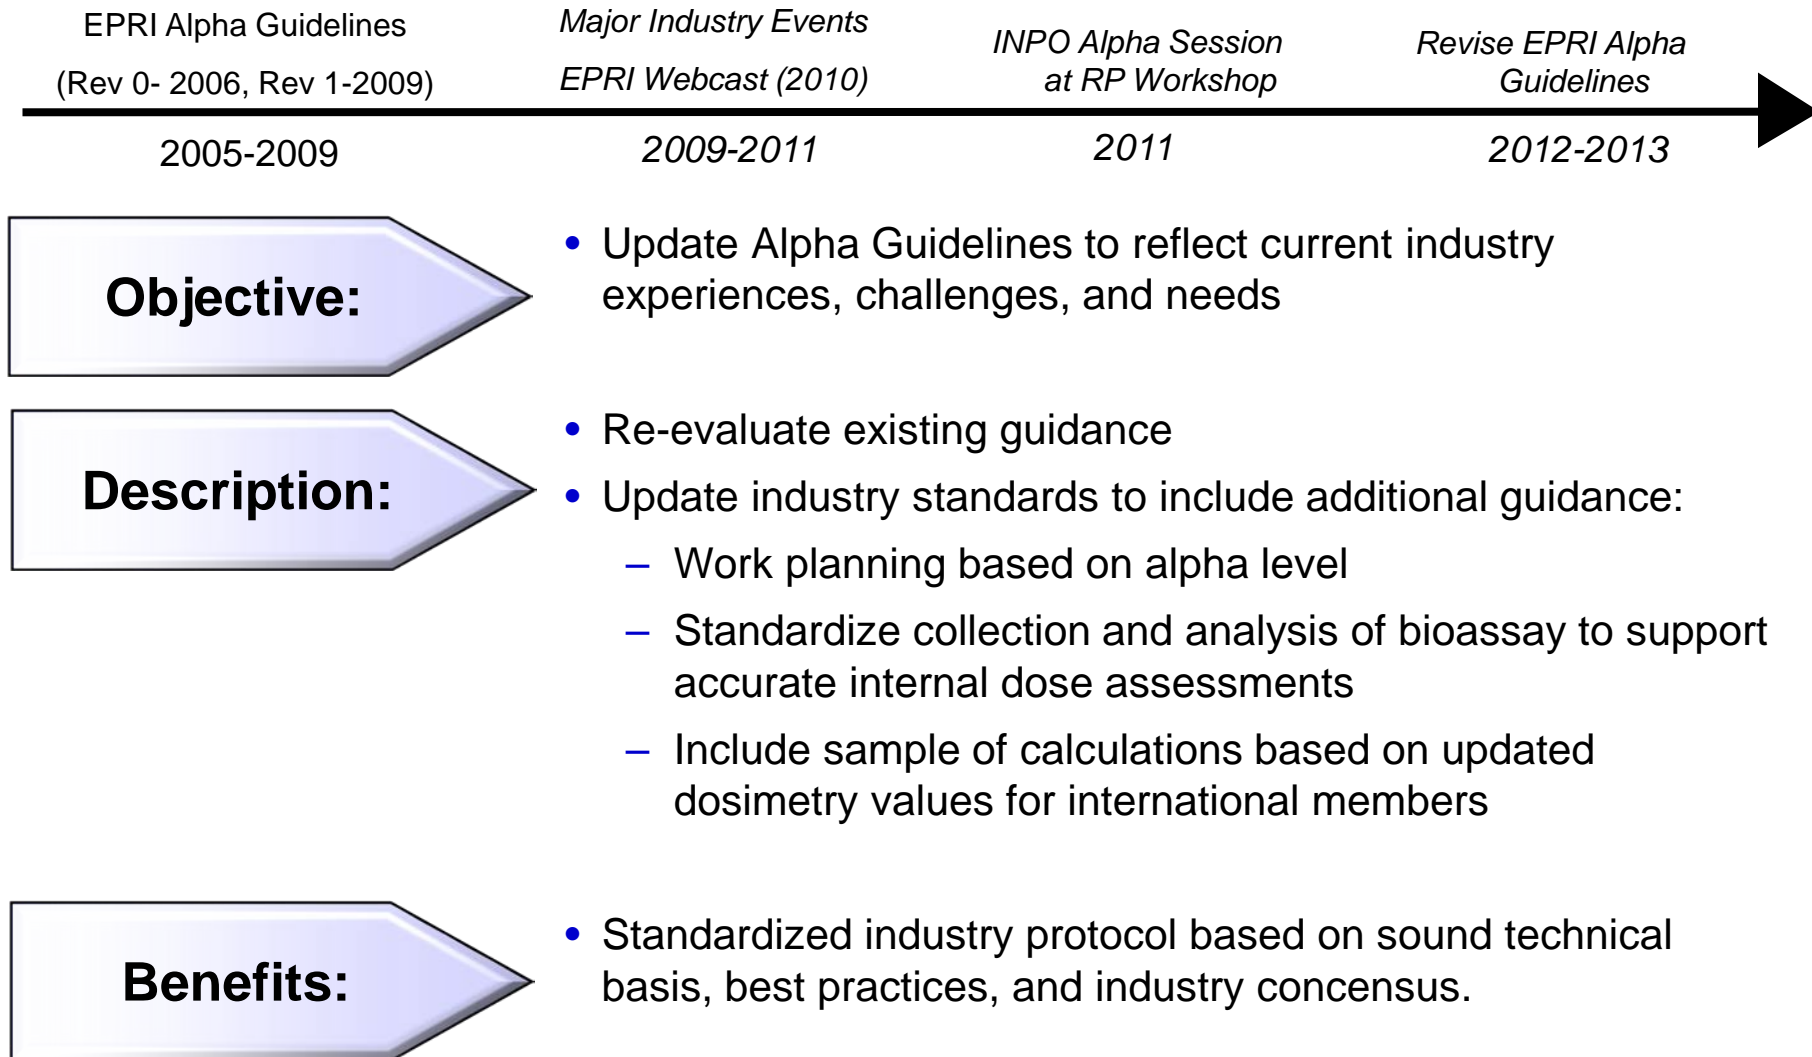 EPRI Alpha Guidelines
(Rev 0- 2006, Rev 1-2009)
Major Industry Events
EPRI Webcast (2010)
INPO Alpha Session
at RP Workshop
Revise EPRI Alpha
Guidelines
2005-2009
2009-2011
2011
2012-2013
Objective:
• Update Alpha Guidelines to reflect current industry
experiences, challenges, and needs
Description:
• Re-evaluate existing guidance
• Update industry standards to include additional guidance:
– Work planning based on alpha level
– Standardize collection and analysis of bioassay to support
accurate internal dose assessments
– Include sample of calculations based on updated
dosimetry values for international members
Benefits:
• Standardized industry protocol based on sound technical
basis, best practices, and industry concensus.